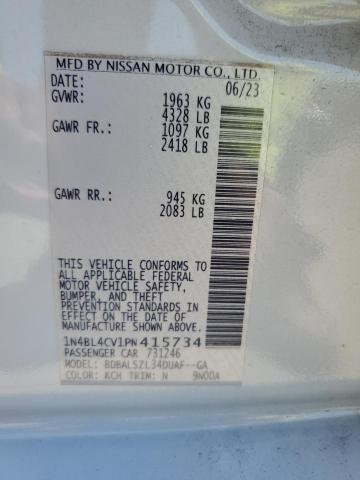 MFD BY NISSAN MOTOR CO., LTD.
DATE: 06/23
GVWR: 1963 KG
4328 LB
GAWR FR.: 1097 KG
2418 LB
GAWR RR.: 945 KG
2083 LB
THIS VEHICLE CONFORMS TO
ALL APPLICABLE FEDERAL
MOTOR VEHICLE SAFETY,
BUMPER, AND THEFT
PREVENTION STANDARDS IN
EFFECT ON THE DATE OF
MANUFACTURE SHOWN ABOVE.
1N4BL4CV1PN415734
PASSENGER CAR 731246
MODEL: BDBALSZL34DUAF--GA
COLOR: KCH TRIM: N 9N00A